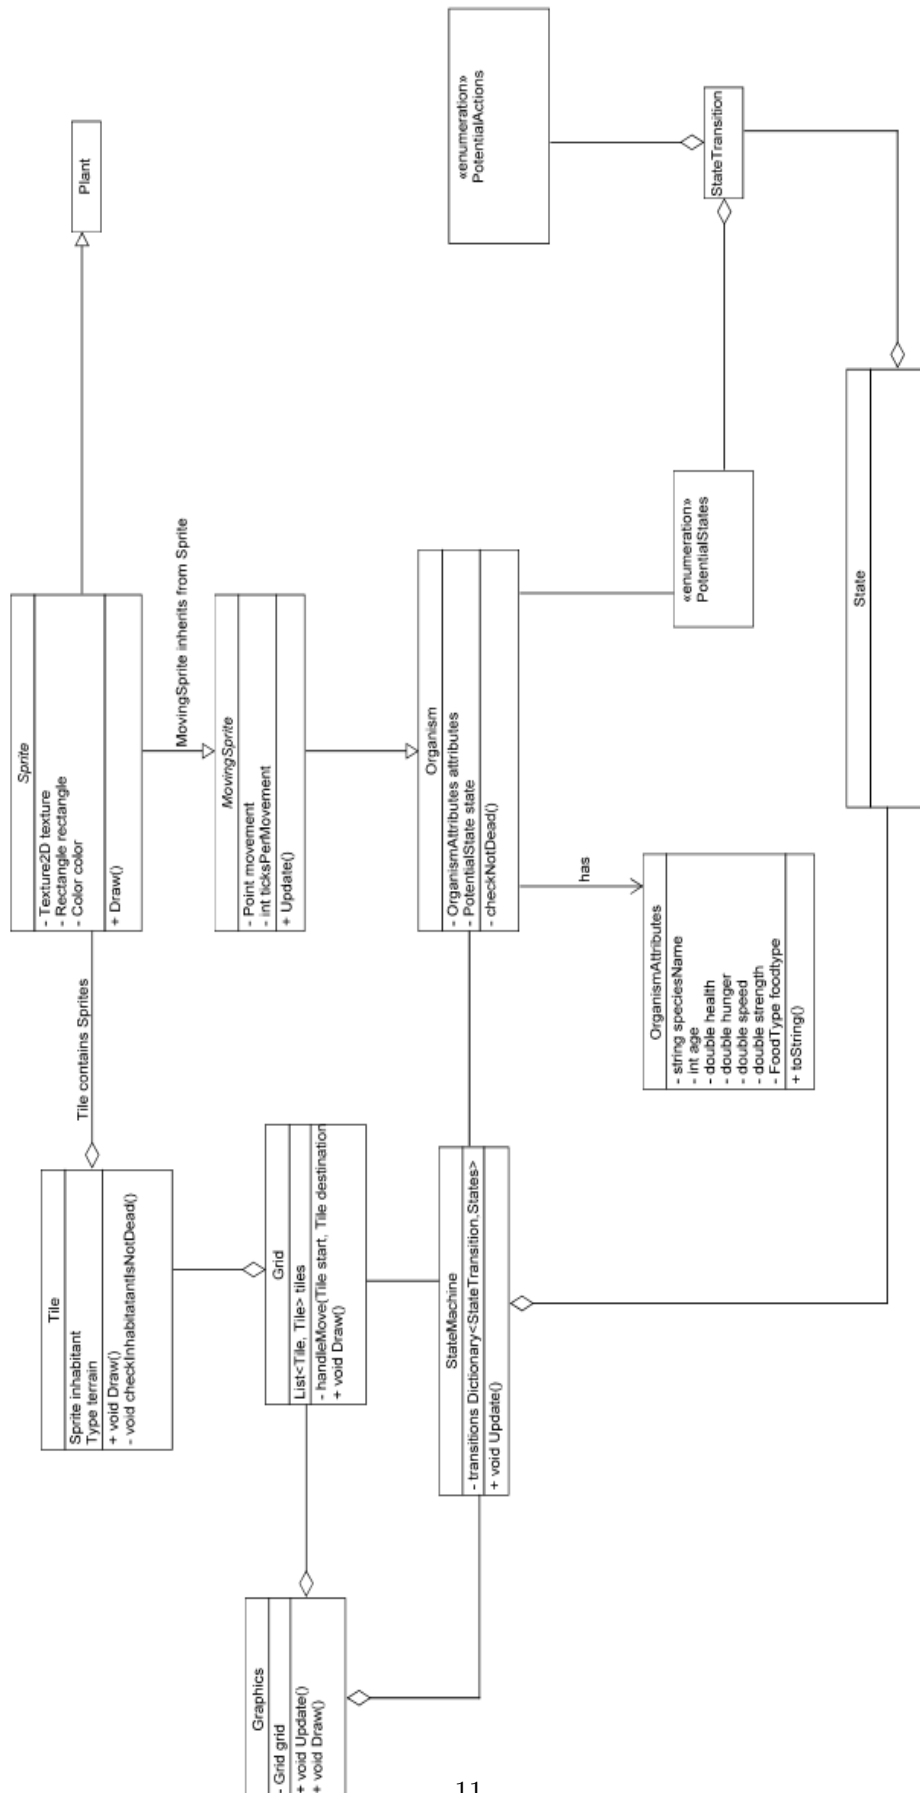 Plant
«enumeration»
PotentialActions
StateTransition
Sprite
- Texture2D texture
- Rectangle rectangle
- Color color
+ Draw()
MovingSprite inherits from Sprite
MovingSprite
- Point movement
- int ticksPerMovement
+ Update()
Organism
- OrganismAttributes attributes
- PotentialState state
- checkNotDead()
«enumeration»
PotentialStates
State
has
OrganismAttributes
- string speciesName
- int age
- double health
- double hunger
- double speed
- double strength
- FoodType foodtype
+ toString()
Tile contains Sprites
Tile
Sprite inhabitant
Type terrain
+ void Draw()
- void checkInhabitatantIsNotDead()
Grid
List<Tile, Tile> tiles
- handleMove(Tile start, Tile destination
+ void Draw()
StateMachine
- transitions Dictionary<StateTransition,States>
+ void Update()
Graphics
- Grid grid
+ void Update()
+ void Draw()
11